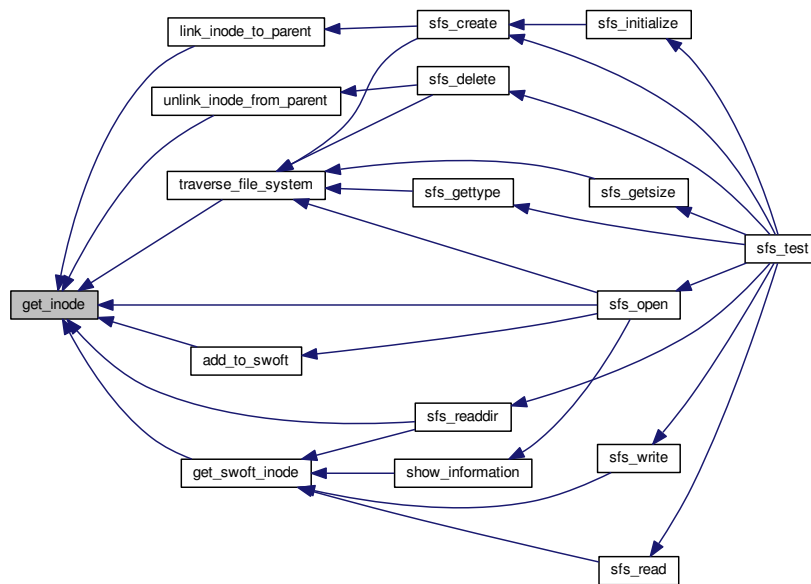 link_inode_to_parent
sfs_create
sfs_initialize
unlink_inode_from_parent
sfs_delete
traverse_file_system
sfs_gettype
sfs_getsize
sfs_test
get_inode
sfs_open
add_to_swoft
sfs_readdir
get_swoft_inode
show_information
sfs_write
sfs_read